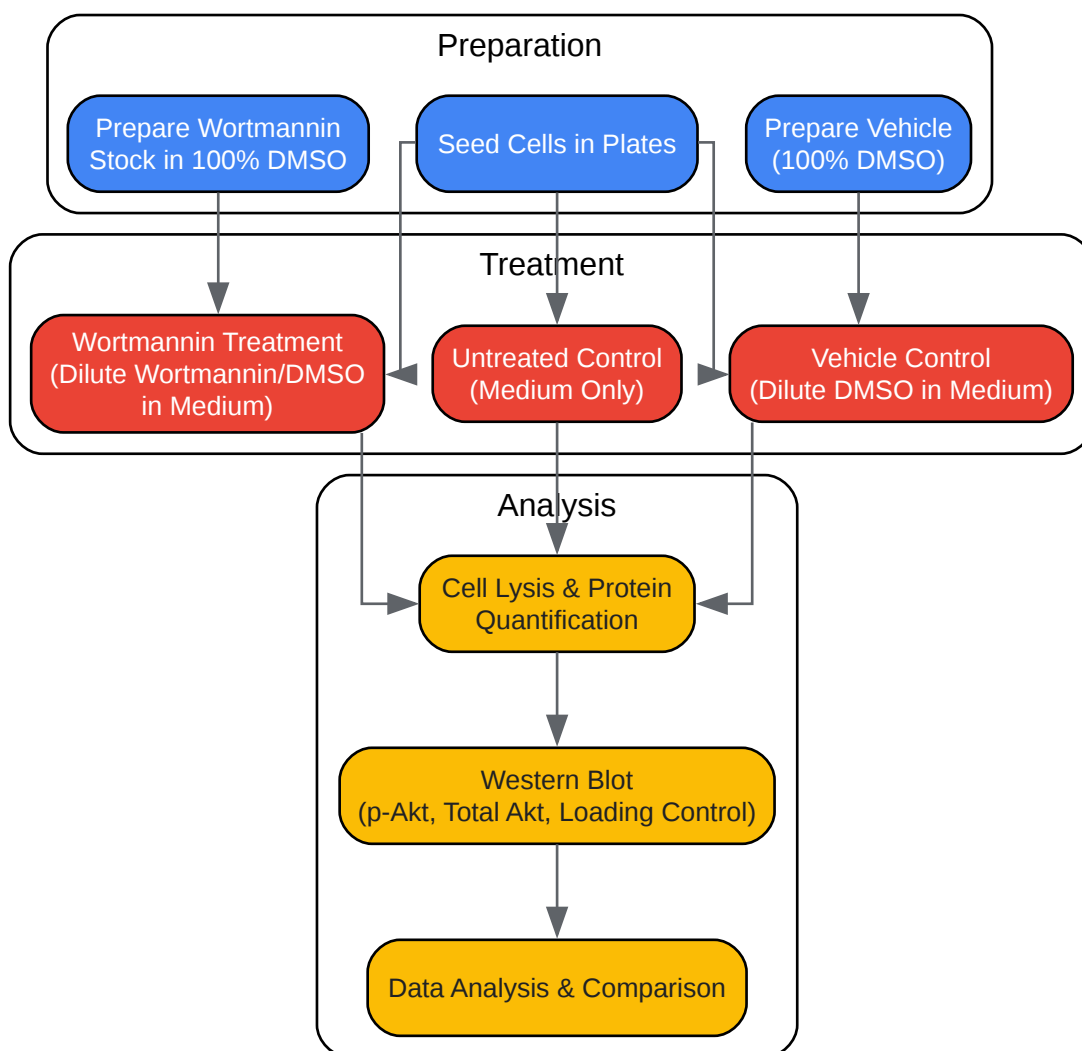 Preparation
Prepare Wortmannin
Stock in 100% DMSO
Seed Cells in Plates
Prepare Vehicle
(100% DMSO)
Treatment
Wortmannin Treatment
(Dilute Wortmannin/DMSO
in Medium)
Untreated Control
(Medium Only)
Vehicle Control
(Dilute DMSO in Medium)
Analysis
Cell Lysis & Protein
Quantification
Western Blot
(p-Akt, Total Akt, Loading Control)
Data Analysis & Comparison